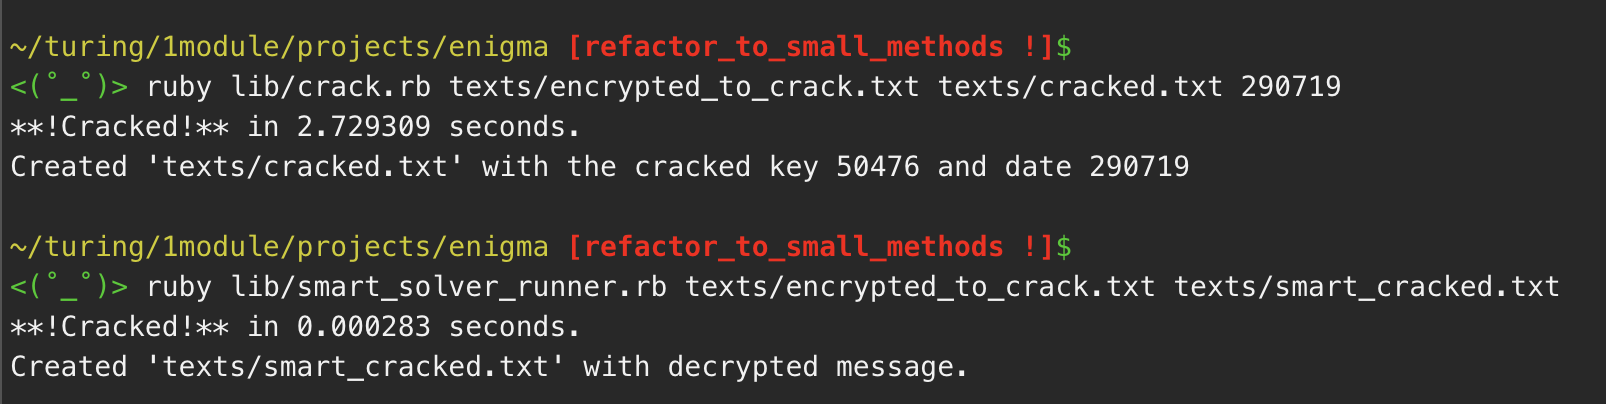 ~/turing/1module/projects/enigma [refactor_to_small_methods !]$
<(˚_˚)> ruby lib/crack.rb texts/encrypted_to_crack.txt texts/cracked.txt 290719
**!Cracked!** in 2.729309 seconds.
Created 'texts/cracked.txt' with the cracked key 50476 and date 290719
~/turing/1module/projects/enigma [refactor_to_small_methods !]$
<(˚_˚)> ruby lib/smart_solver_runner.rb texts/encrypted_to_crack.txt texts/smart_cracked.txt
**!Cracked!** in 0.000283 seconds.
Created 'texts/smart_cracked.txt' with decrypted message.